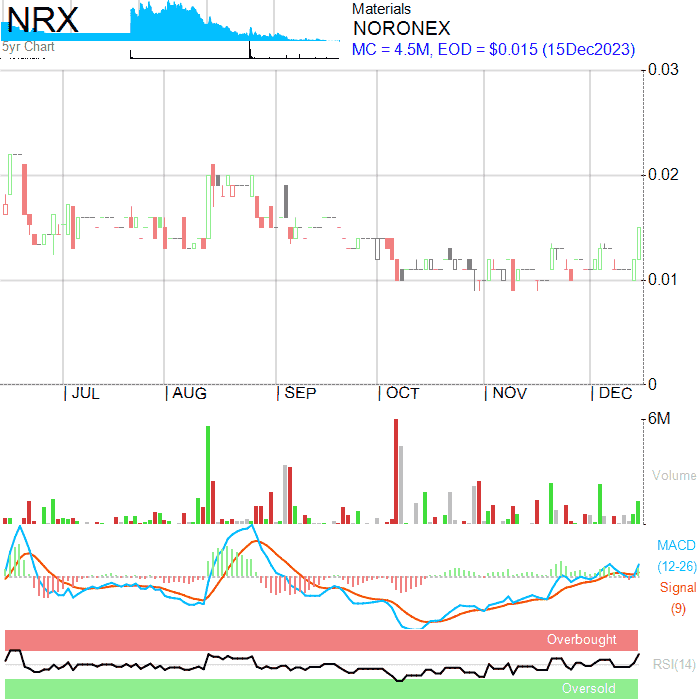 NRX
5yr Chart
Materials
NORONEX
MC = 4.5M, EOD = $0.015 (15Dec2023)
0.03
0.02
0.01
0
| JUL | AUG | SEP | OCT | NOV | DEC
6M
Volume
MACD
(12-26)
Signal
(9)
Overbought
RSI(14)
Oversold